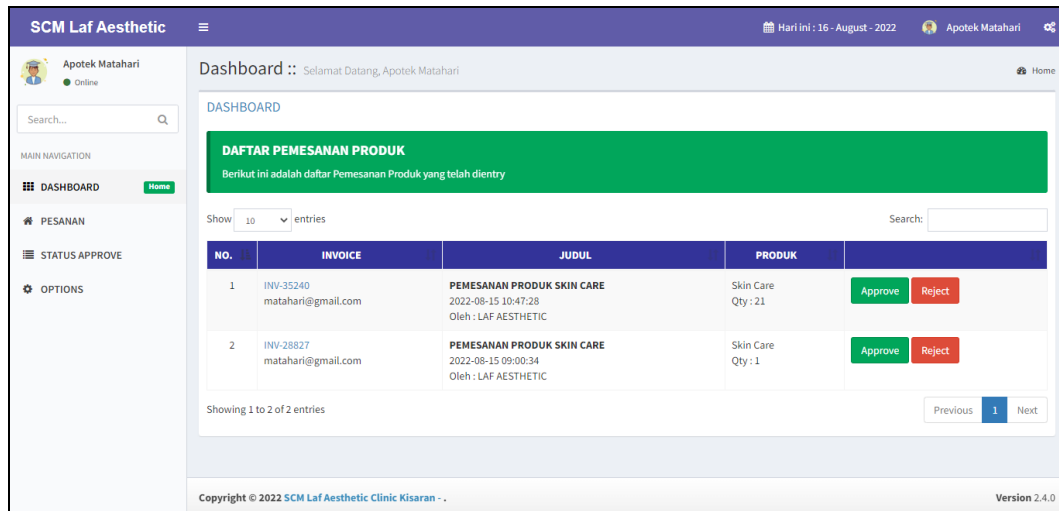 SCM Laf Aesthetic
Hari ini : 16 - August - 2022
Apotek Matahari
Apotek Matahari
Online
Dashboard :: Selamat Datang, Apotek Matahari
Home
Search...
DASHBOARD
MAIN NAVIGATION
DASHBOARD Home
PESANAN
STATUS APPROVE
OPTIONS
DAFTAR PEMESANAN PRODUK
Berikut ini adalah daftar Pemesanan Produk yang telah dientry
Show 10 entries
Search:
NO. INVOICE JUDUL PRODUK
1 INV-35240 PEMESANAN PRODUK SKIN CARE Skin Care Approve Reject
matahari@gmail.com 2022-08-15 10:47:28 Qty : 21
Oleh : LAF AESTHETIC
2 INV-28827 PEMESANAN PRODUK SKIN CARE Skin Care Approve Reject
matahari@gmail.com 2022-08-15 09:00:34 Qty : 1
Oleh : LAF AESTHETIC
Showing 1 to 2 of 2 entries
Previous 1 Next
Copyright © 2022 SCM Laf Aesthetic Clinic Kisaran - .
Version 2.4.0